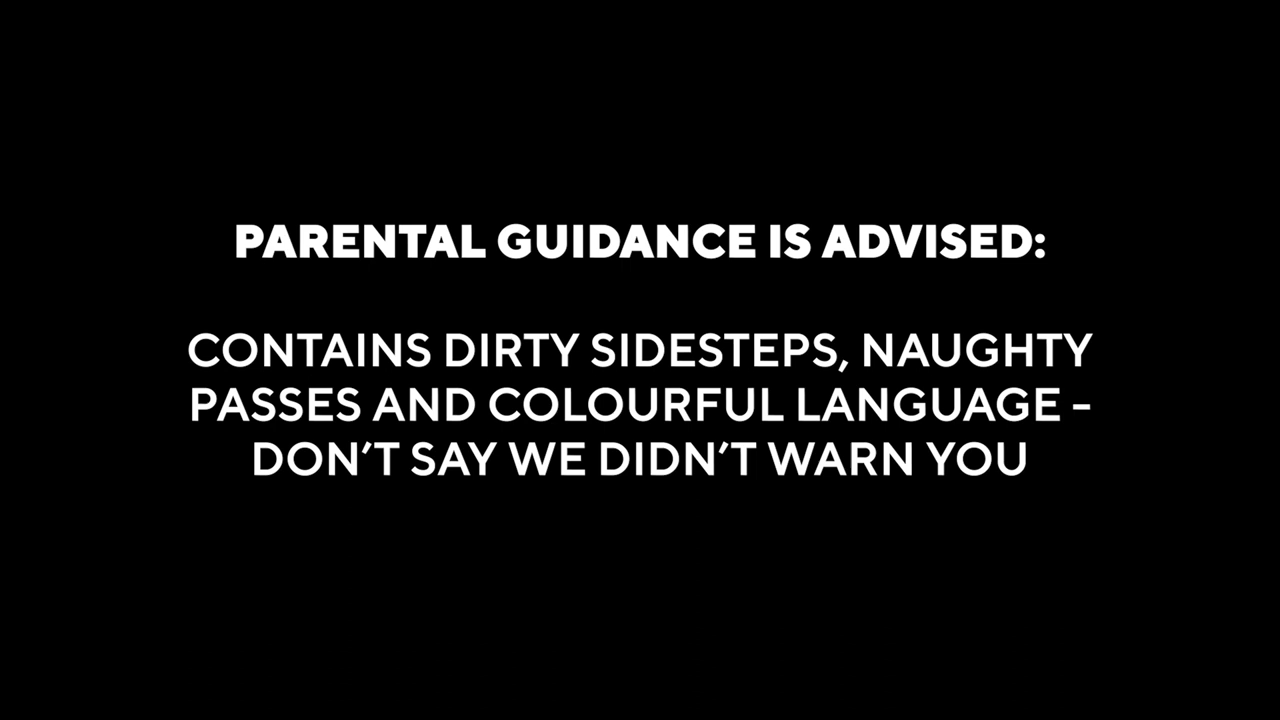 PARENTAL GUIDANCE IS ADVISED:
CONTAINS DIRTY SIDESTEPS, NAUGHTY
PASSES AND COLOURFUL LANGUAGE –
DON’T SAY WE DIDN’T WARN YOU